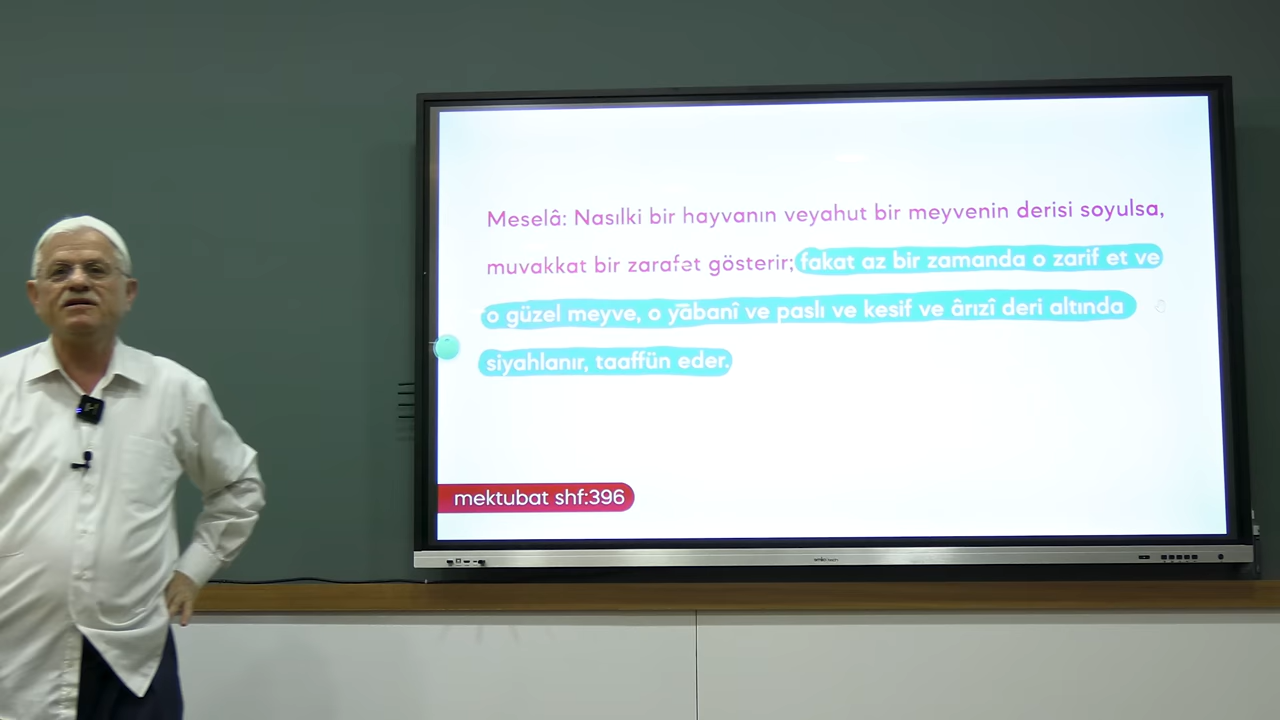 Meselâ: Nasılki bir hayvanın veyahut bir meyvenin derisi soyulsa,
muvakkat bir zarafet gösterir; fakat az bir zamanda o zarif et ve
o güzel meyve, o yabanî ve paslı ve kesif ve ârızî deri altında
siyahlanır, taaffün eder.
mektubat shf:396